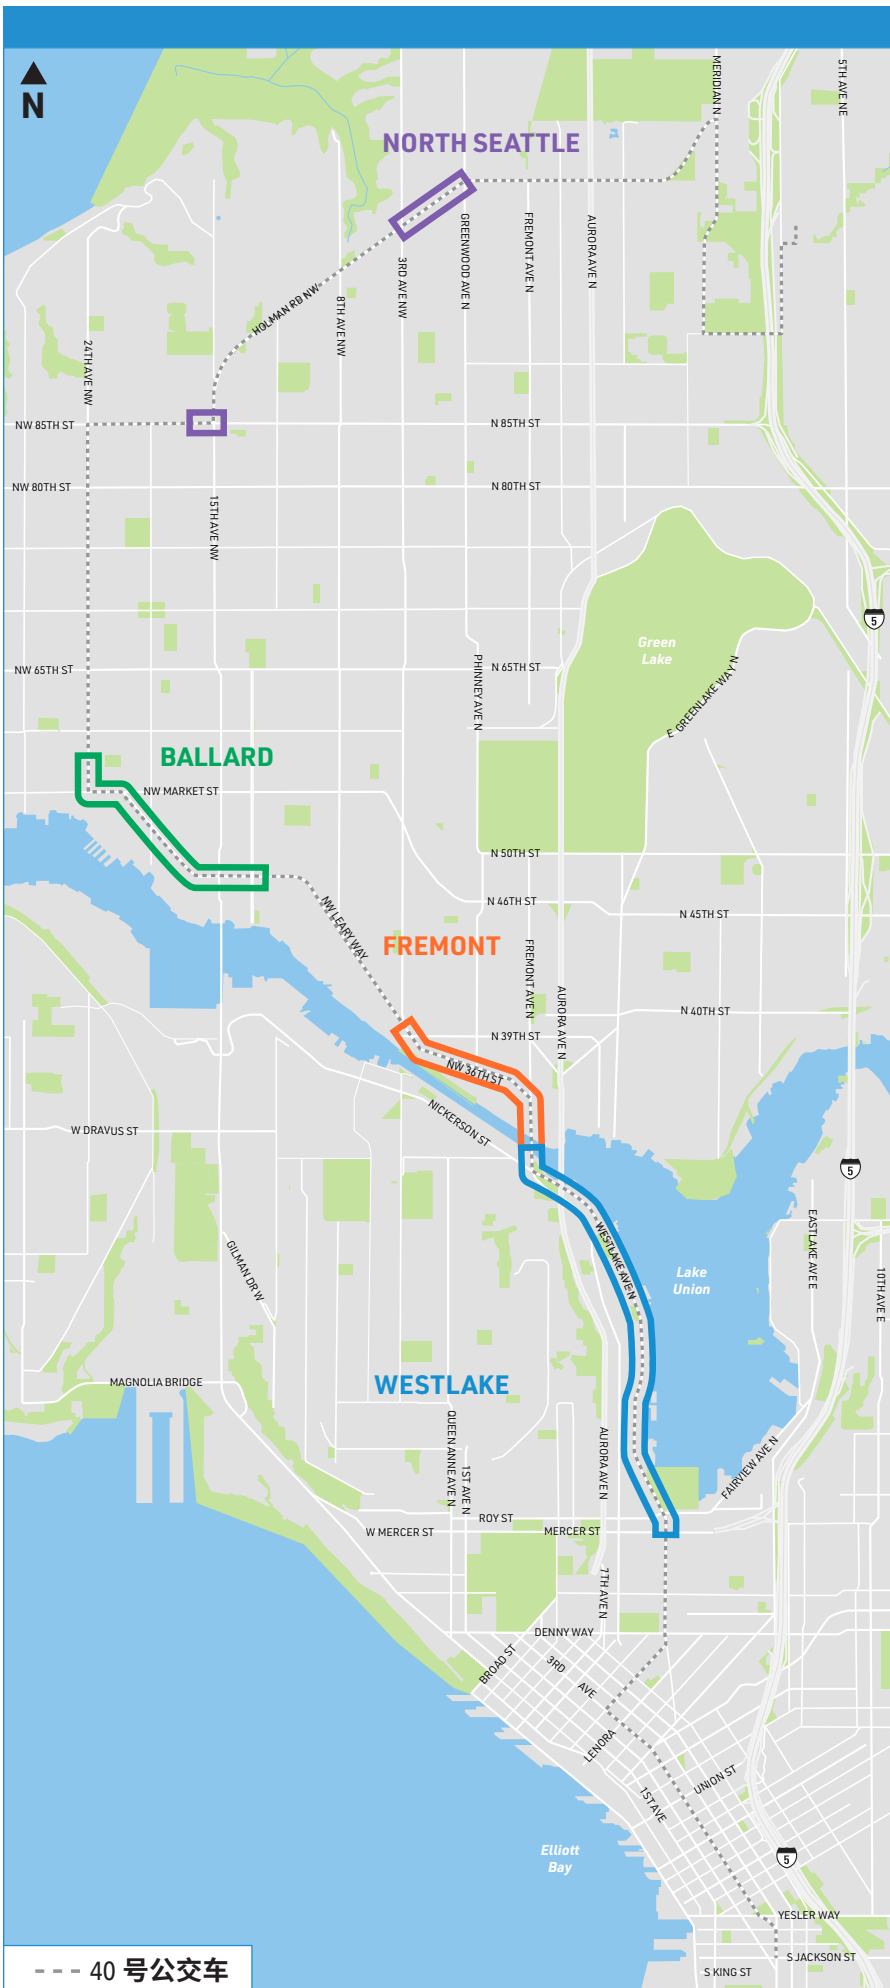 N
MERIDIAN N
5TH AVE NE
NORTH SEATTLE
GREENWOOD AVE N
FREMONT AVE N
AURORA AVE N
3RD AVE NW
HOLMAN RD NW
8TH AVE NW
24TH AVE NW
NW 85TH ST
N 85TH ST
NW 80TH ST
N 80TH ST
15TH AVE NW
5
Green
Lake
NW 65TH ST
PHINNEY AVE N
N 65TH ST
E GREENLAKE WAY N
BALLARD
NW MARKET ST
N 50TH ST
NW LEARY WAY
N 46TH ST
N 45TH ST
FREMONT
FREMONT AVE N
AURORA AVE N
N 40TH ST
N 39TH ST
NW 36TH ST
NICKERSON ST
W DRAVUS ST
5
GILMAN DR W
WESTLAKE AVE N
EASTLAKE AVE E
10TH AVE E
Lake
Union
MAGNOLIA BRIDGE
WESTLAKE
QUEEN ANNE AVE N
1ST AVE N
AURORA AVE N
FAIRVIEW AVE N
ROY ST
W MERCER ST
MERCER ST
7TH AVE N
DENNY WAY
BROAD ST
3RD AVE
LENORA
UNION ST
1ST AVE
Elliott
Bay
5
YESLER WAY
S JACKSON ST
S KING ST
40 号公交车